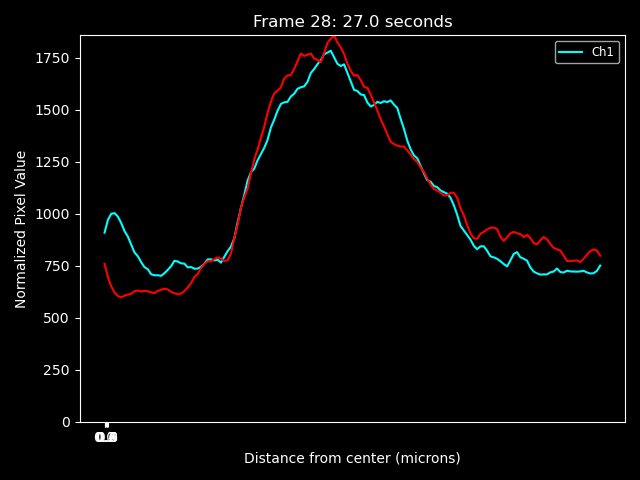 Frame 28: 27.0 seconds
Ch1
1750
1500
1250
1000
750
500
250
0
Normalized Pixel Value
Distance from center (microns)